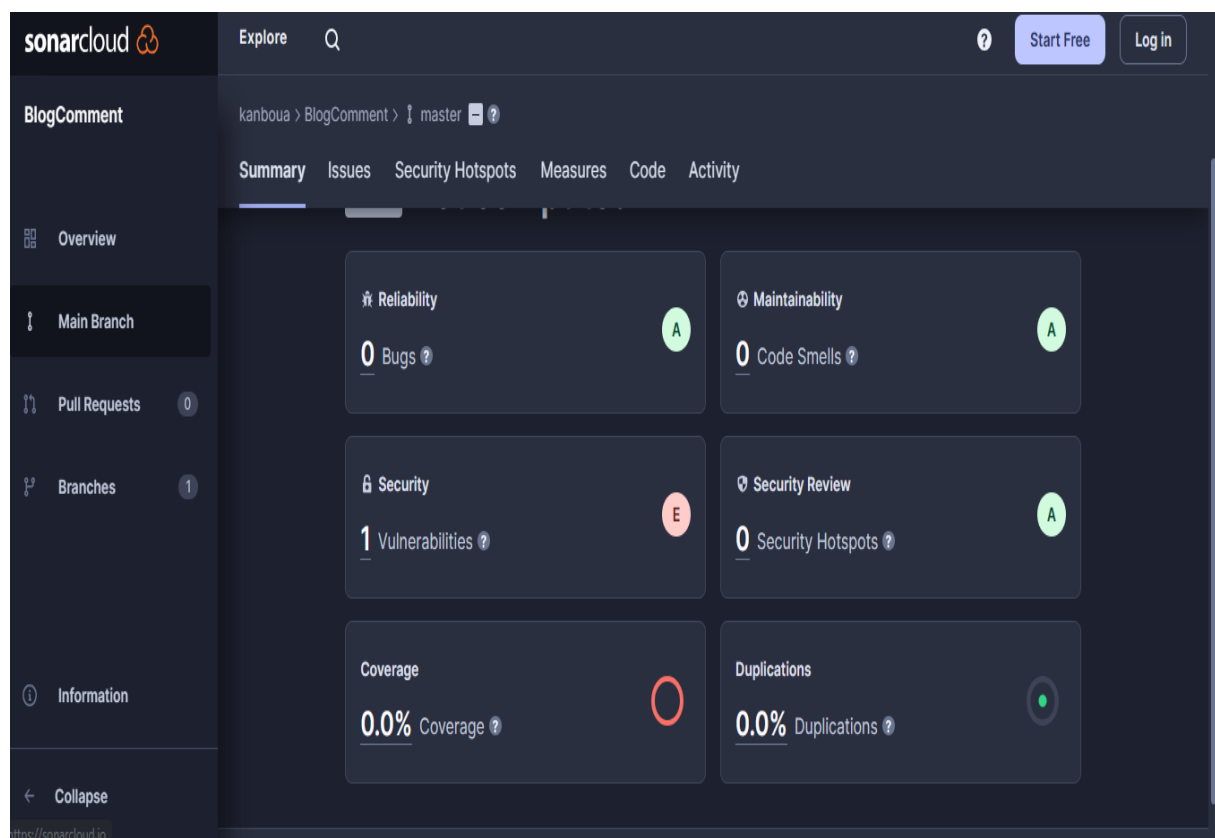 sonarcloud
Explore
?
Start Free
Log in
BlogComment
kanboua > BlogComment > master - ?
Summary Issues Security Hotspots Measures Code Activity
Overview
Main Branch
Pull Requests 0
Branches 1
Information
Collapse
Reliability
0 Bugs ?
A
Maintainability
0 Code Smells ?
A
Security
1 Vulnerabilities ?
E
Security Review
0 Security Hotspots ?
A
Coverage
0.0% Coverage ?
Duplications
0.0% Duplications ?
https://sonarcloud.io